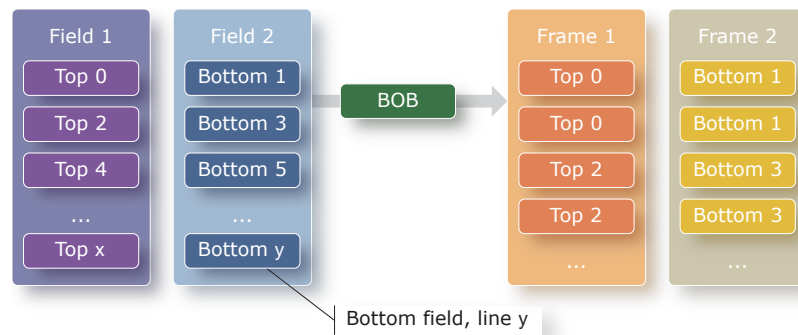 Field 1
Top 0
Top 2
Top 4
...
Top x
Field 2
Bottom 1
Bottom 3
Bottom 5
...
Bottom y
BOB
Frame 1
Top 0
Top 0
Top 2
Top 2
...
Frame 2
Bottom 1
Bottom 1
Bottom 3
Bottom 3
...
Bottom field, line y